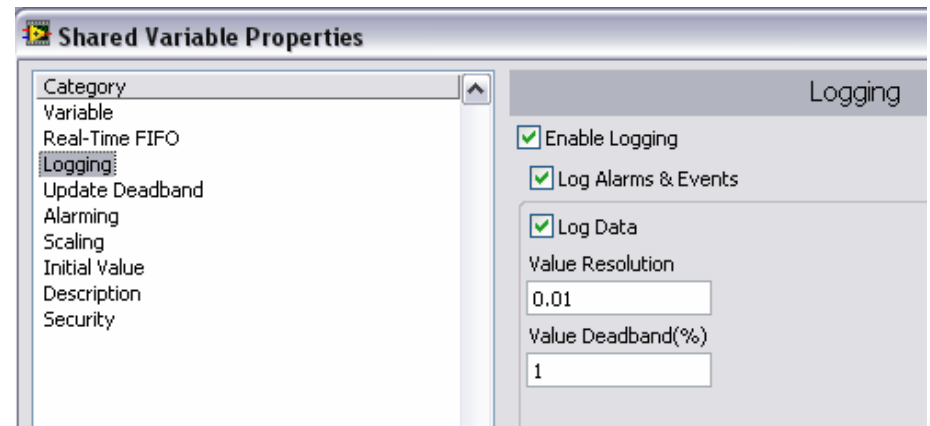 Shared Variable Properties
Category
Variable
Real-Time FIFO
Logging
Update Deadband
Alarming
Scaling
Initial Value
Description
Security
Logging
Enable Logging
Log Alarms & Events
Log Data
Value Resolution
0.01
Value Deadband(%)
1